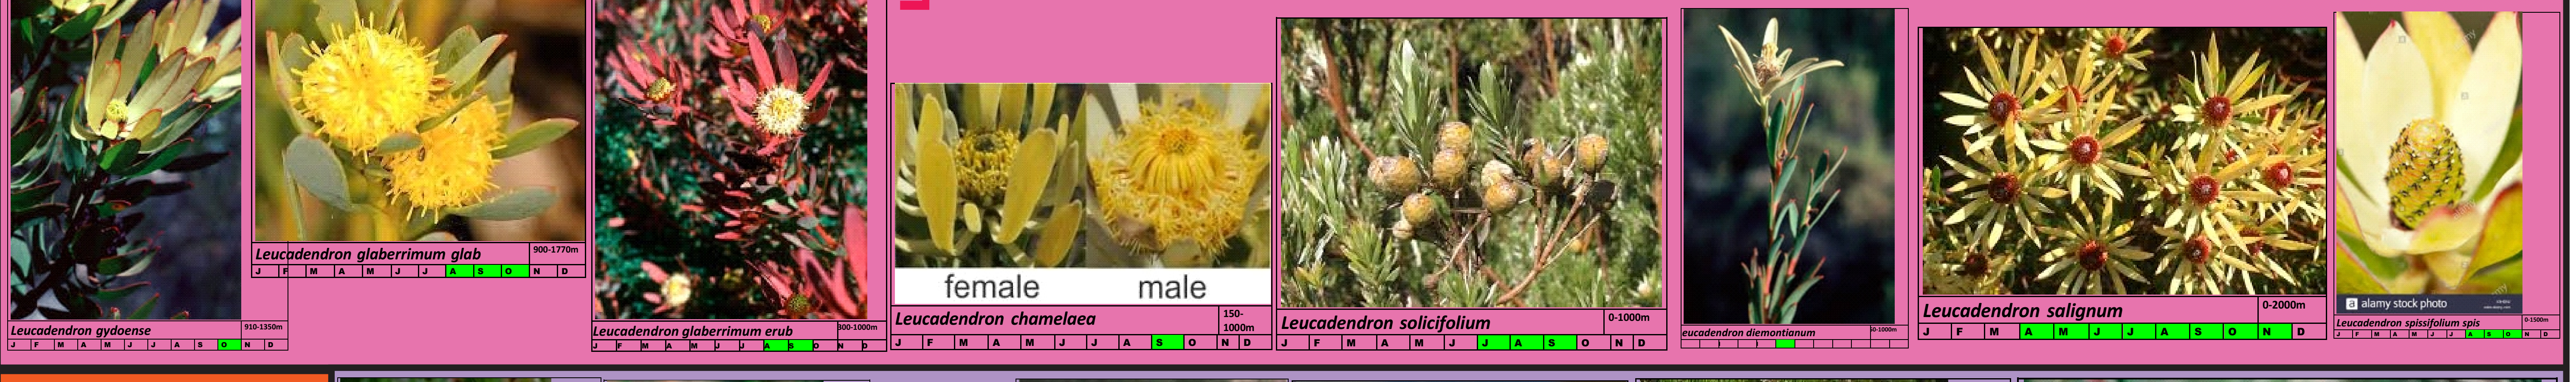 Leucadendron gydoense
910-1350m
J F M A M J J A S O N D
Leucadendron glaberrimum glab
900-1770m
J F M A M J J A S O N D
Leucadendron glaberrimum erub
300-1000m
J F M A M J J A S O N D
female male
Leucadendron chamelaea
150-
1000m
J F M A M J J A S O N D
Leucadendron solicifolium
0-1000m
J F M A M J J A S O N D
eucadendron diemontianum
Leucadendron salignum
0-2000m
J F M A M J J A S O N D
a alamy stock photo
Leucadendron spissifolium spis
0-1500m
J F M A M J J A S O N D